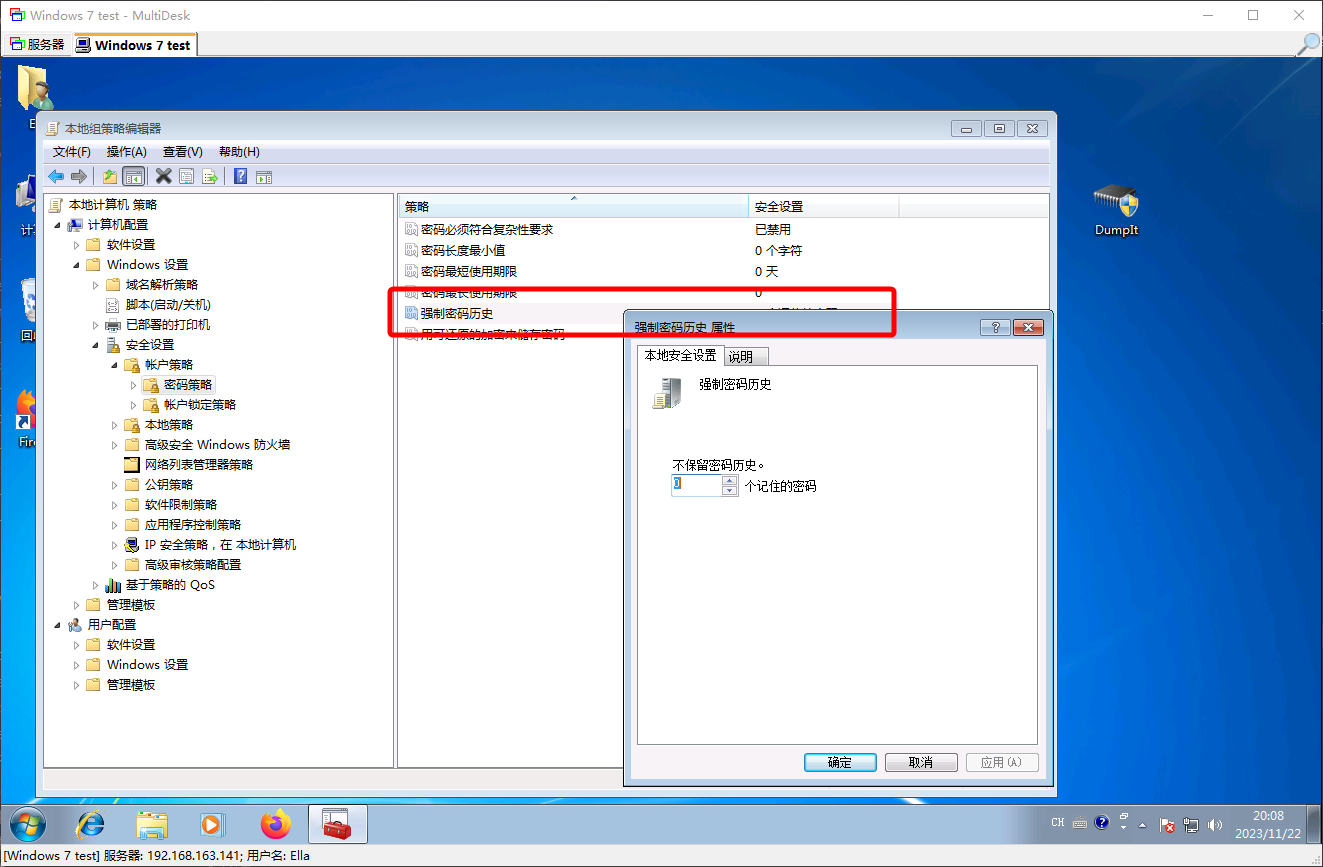 Windows 7 test - MultiDesk
服务器
Windows 7 test
本地组策略编辑器
文件(F) 操作(A) 查看(V) 帮助(H)
本地计算机 策略
计算机配置
软件设置
Windows 设置
域名解析策略
脚本(启动/关机)
已部署的打印机
安全设置
帐户策略
密码策略
帐户锁定策略
本地策略
高级安全 Windows 防火墙
网络列表管理器策略
公钥策略
软件限制策略
应用程序控制策略
IP 安全策略，在 本地计算机
高级审核策略配置
基于策略的 QoS
管理模板
用户配置
软件设置
Windows 设置
管理模板
策略 安全设置
密码必须符合复杂性要求 已禁用
密码长度最小值 0 个字符
密码最短使用期限 0 天
密码最长使用期限 0
强制密码历史
用可还原的加密来储存密码
强制密码历史 属性
本地安全设置 说明
强制密码历史
不保留密码历史。
0 个记住的密码
确定 取消 应用(A)
DumpIt
CH
20:08
2023/11/22
[Windows 7 test] 服务器: 192.168.163.141; 用户名: Ella